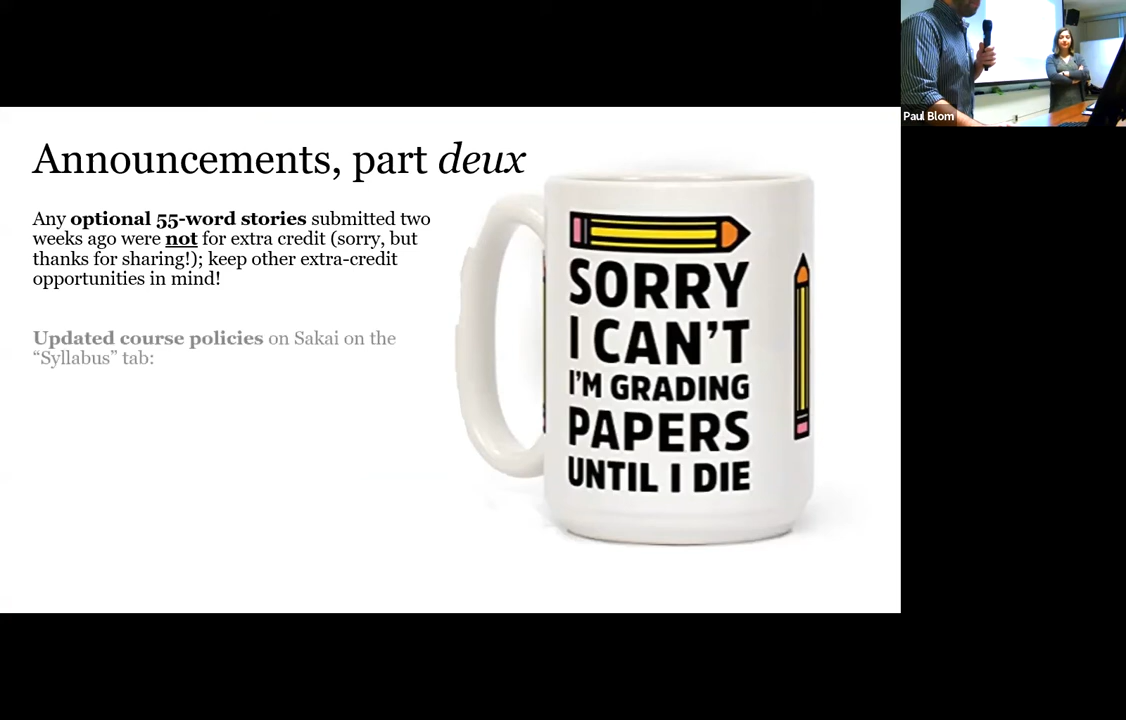 Announcements, part deux
Any optional 55-word stories submitted two
weeks ago were not for extra credit (sorry, but
thanks for sharing!); keep other extra-credit
opportunities in mind!
Updated course policies on Sakai on the
“Syllabus” tab:
SORRY
I CAN'T
I'M GRADING
PAPERS
UNTIL I DIE
Paul Blom